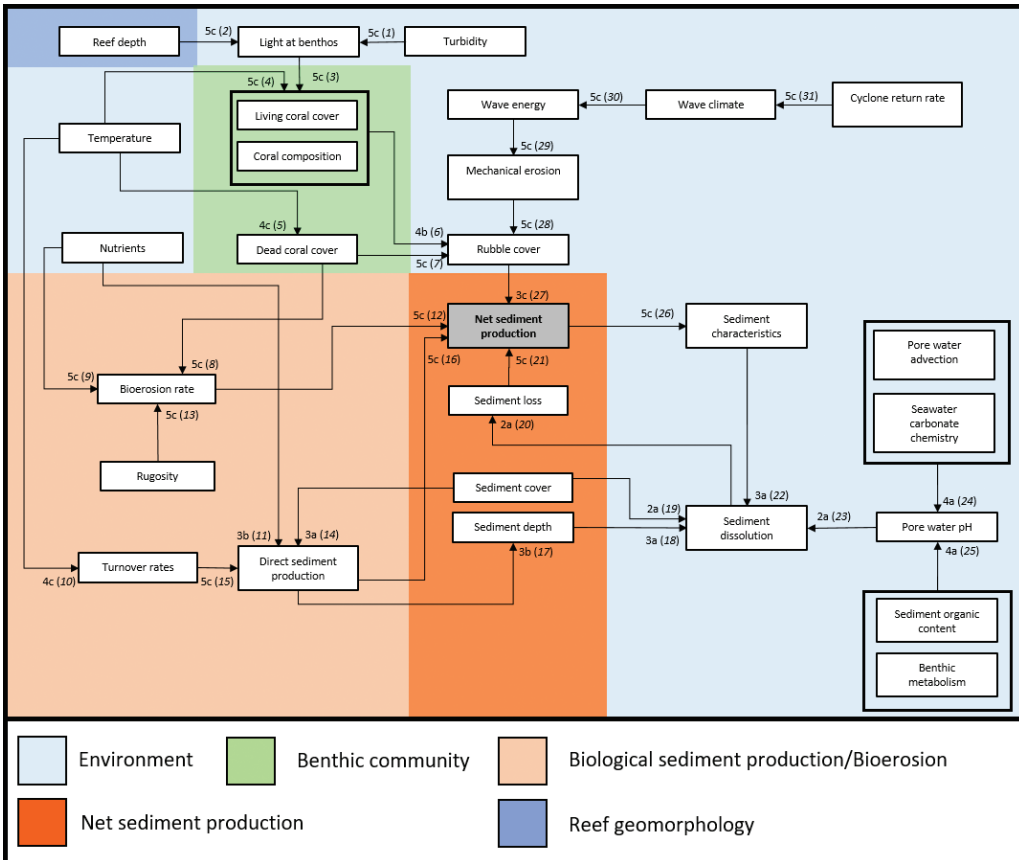 5c (2)
5c (1)
Reef depth
Light at benthos
Turbidity
5c (4)
5c (3)
5c (30)
5c (31)
Living coral cover
Wave energy
Wave climate
Cyclone return rate
Temperature
5c (29)
Coral composition
Mechanical erosion
4c (5)
4b (6)
5c (28)
Nutrients
Dead coral cover
Rubble cover
5c (7)
3c (27)
5c (12)
5c (26)
Net sediment
production
Sediment
characteristics
Pore water
advection
5c (16)
5c (21)
5c (8)
5c (9)
Bioerosion rate
Sediment loss
Seawater
carbonate
chemistry
5c (13)
2a (20)
Rugosity
Sediment cover
3a (22)
4a (24)
2a (19)
2a (23)
Sediment depth
Sediment
dissolution
Pore water pH
3b (11)
3a (14)
3a (18)
3b (17)
4a (25)
Turnover rates
Direct sediment
production
4c (10)
5c (15)
Sediment organic
content
Benthic
metabolism
Environment
Benthic community
Biological sediment production/Bioerosion
Net sediment production
Reef geomorphology